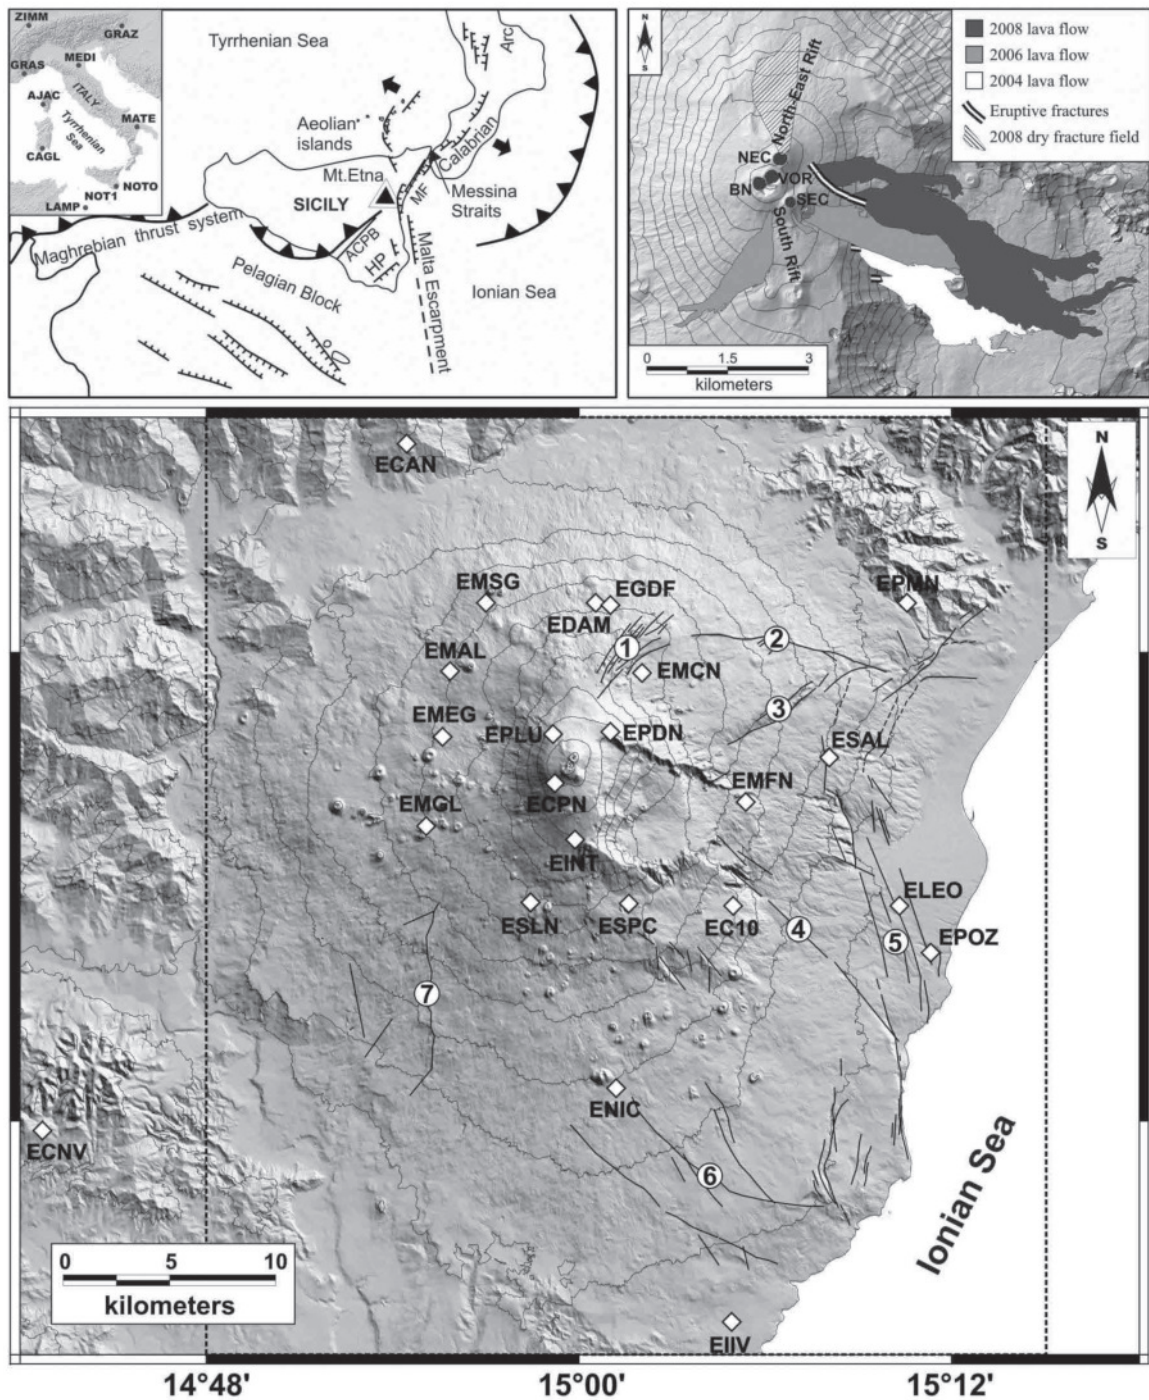 ZIMM
GRAZ
GRAS
MEDI
AJAC
ITALY
Tyrrhenian
Sea
MATE
CAGL
NOT1
NOTO
LAMP
Tyrrhenian Sea
Arc
Aeolian
islands
Calabrian
Mt.Etna
MF
Messina
Straits
SICILY
Maghrebian thrust system
ACPB
HP
Pelagian Block
Malta Escarpment
Ionian Sea
N
S
North-East Rift
NEC
VOR
BN
SEC
South Rift
2008 lava flow
2006 lava flow
2004 lava flow
Eruptive fractures
2008 dry fracture field
0 1.5 3
kilometers
N
S
ECAN
EMSG
EGDF
EPMN
EDAM
1
2
EMAL
EMCN
3
EMEG
EPLU
EPDN
ESAL
EMFN
ECPN
EMGL
EINT
ELEO
ESLN
ESPC
EC10
4
5
EPOZ
7
ENIC
ECNV
6
Ionian Sea
0 5 10
kilometers
EIIV
14°48' 15°00' 15°12'